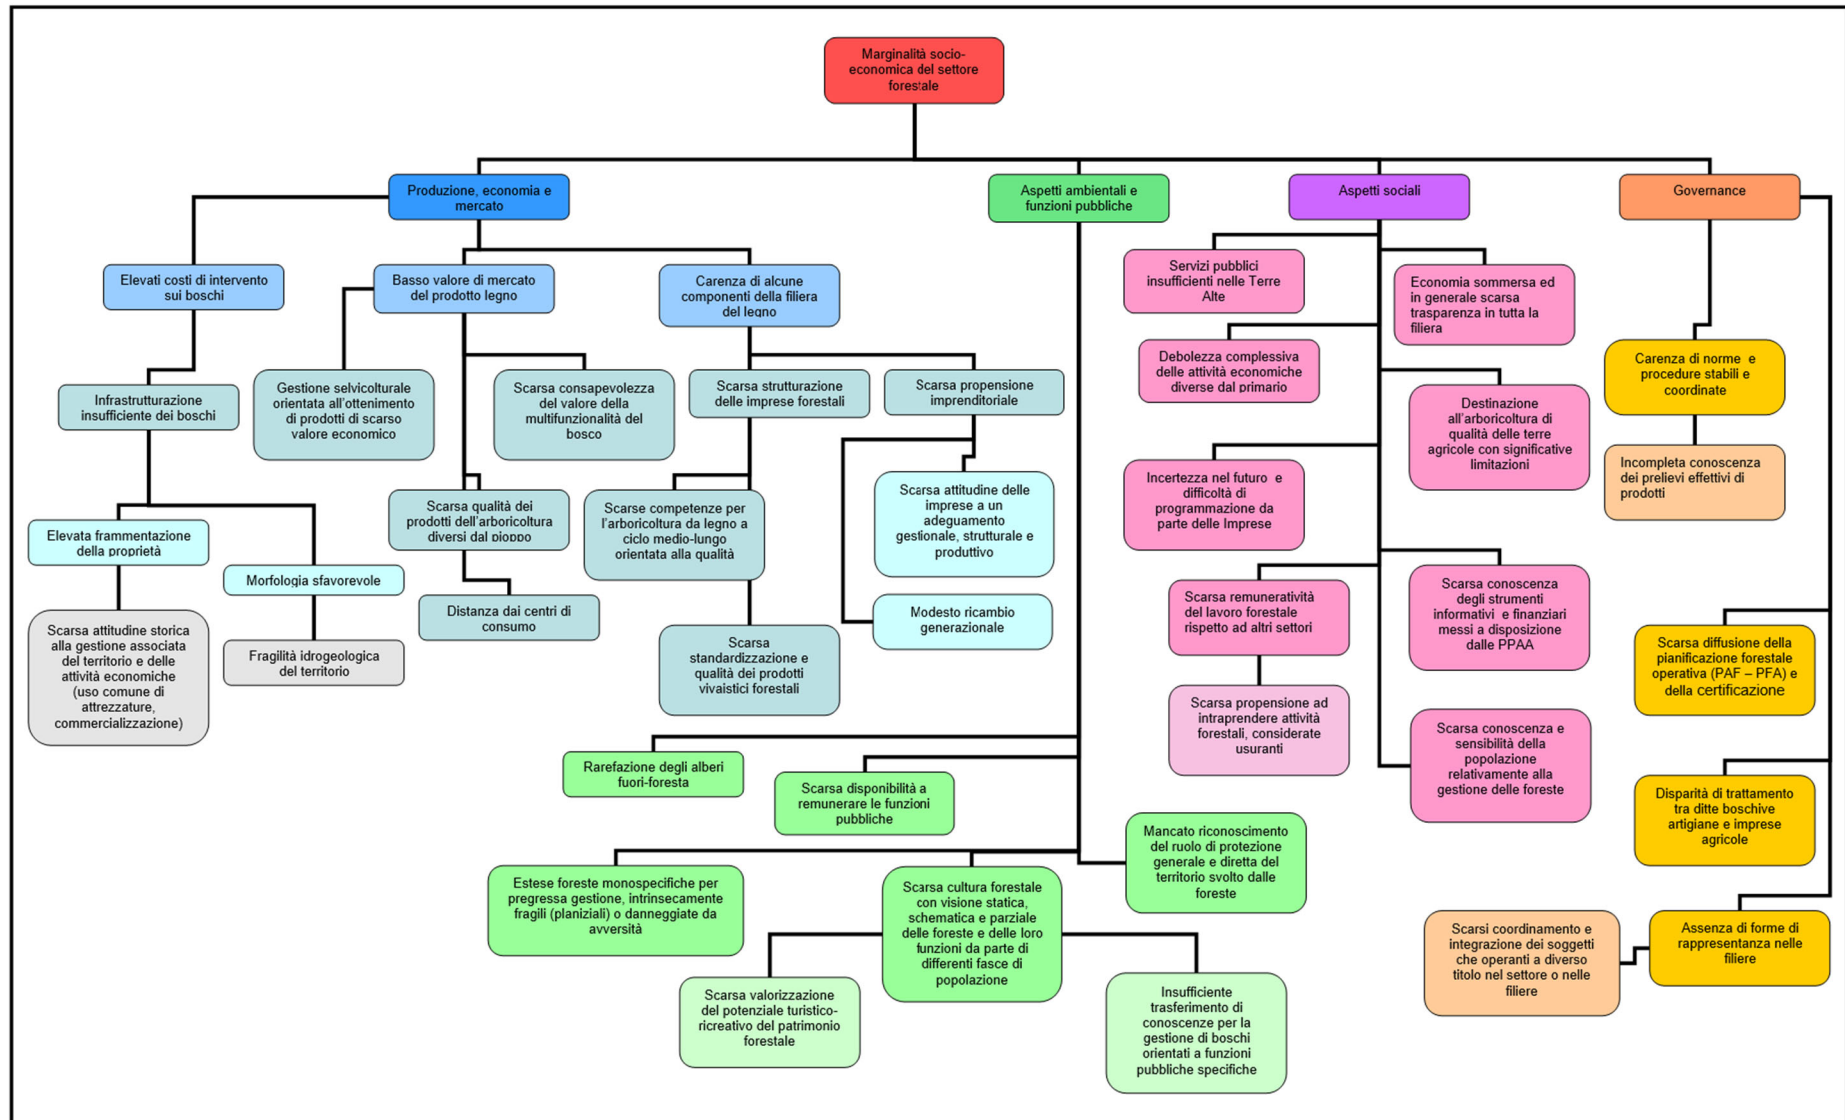 Marginalità socio-
economica del settore
forestale
Produzione, economia e
mercato
Aspetti ambientali e
funzioni pubbliche
Aspetti sociali
Governance
Elevati costi di intervento
sui boschi
Basso valore di mercato
del prodotto legno
Carenza di alcune
componenti della filiera
del legno
Servizi pubblici
insufficienti nelle Terre
Alte
Economia sommersa ed
in generale scarsa
trasparenza in tutta la
filiera
Debolezza complessiva
delle attività economiche
diverse dal primario
Carenza di norme e
procedure stabili e
coordinate
Infrastrutturazione
insufficiente dei boschi
Gestione selvicolturale
orientata all'ottenimento
di prodotti di scarso
valore economico
Scarsa consapevolezza
del valore della
multifunzionalità del
bosco
Scarsa strutturazione
delle imprese forestali
Scarsa propensione
imprenditoriale
Destinazione
all'arboricoltura di
qualità delle terre
agricole con significative
limitazioni
Incompleta conoscenza
dei prelievi effettivi di
prodotti
Incertezza nel futuro e
difficoltà di
programmazione da
parte delle Imprese
Scarsa qualità dei
prodotti dell'arboricoltura
diversi dal pioppo
Scarse competenze per
l'arboricoltura da legno a
ciclo medio-lungo
orientata alla qualità
Scarsa attitudine delle
imprese a un
adeguamento
gestionale, strutturale e
produttivo
Elevata frammentazione
della proprietà
Morfologia sfavorevole
Distanza dai centri di
consumo
Modesto ricambio
generazionale
Scarsa remuneratività
del lavoro forestale
rispetto ad altri settori
Scarsa conoscenza
degli strumenti
informativi e finanziari
messi a disposizione
dalle PPAA
Scarsa attitudine storica
alla gestione associata
del territorio e delle
attività economiche
(uso comune di
attrezzature,
commercializzazione)
Fragilità idrogeologica
del territorio
Scarsa
standardizzazione e
qualità dei prodotti
vivaistici forestali
Scarsa diffusione della
pianificazione forestale
operativa (PAF – PFA) e
della certificazione
Scarsa propensione ad
intraprendere attività
forestali, considerate
usuranti
Scarsa conoscenza e
sensibilità della
popolazione
relativamente alla
gestione delle foreste
Rarefazione degli alberi
fuori-foresta
Scarsa disponibilità a
remunerare le funzioni
pubbliche
Disparità di trattamento
tra ditte boschive
artigiane e imprese
agricole
Mancato riconoscimento
del ruolo di protezione
generale e diretta del
territorio svolto dalle
foreste
Estese foreste monospecifiche per
pregressa gestione, intrinsecamente
fragili (planiziali) o danneggiate da
avversità
Scarsa cultura forestale
con visione statica,
schematica e parziale
delle foreste e delle loro
funzioni da parte di
differenti fasce di
popolazione
Scarsi coordinamento e
integrazione dei soggetti
che operanti a diverso
titolo nel settore o nelle
filiere
Assenza di forme di
rappresentanza nelle
filiere
Scarsa valorizzazione
del potenziale turistico-
ricreativo del patrimonio
forestale
Insufficiente
trasferimento di
conoscenze per la
gestione di boschi
orientati a funzioni
pubbliche specifiche